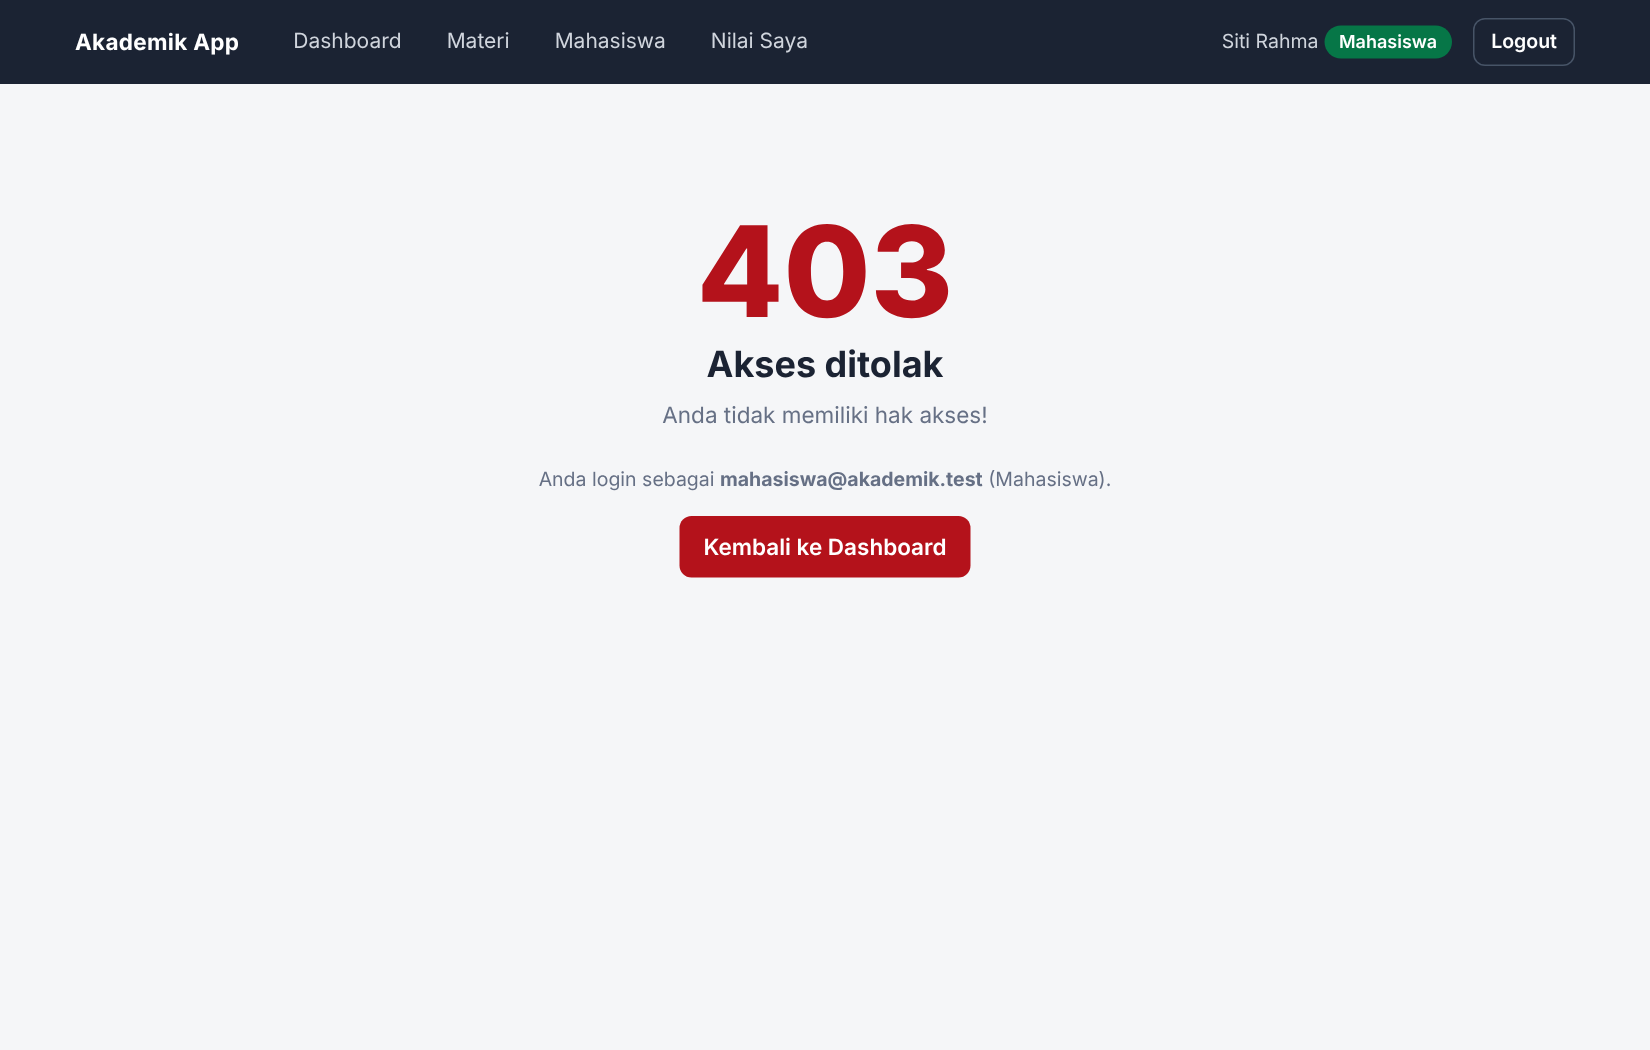 Akademik App Dashboard Materi Mahasiswa Nilai Saya Siti Rahma Mahasiswa Logout
403
Akses ditolak
Anda tidak memiliki hak akses!
Anda login sebagai mahasiswa@akademik.test (Mahasiswa).
Kembali ke Dashboard